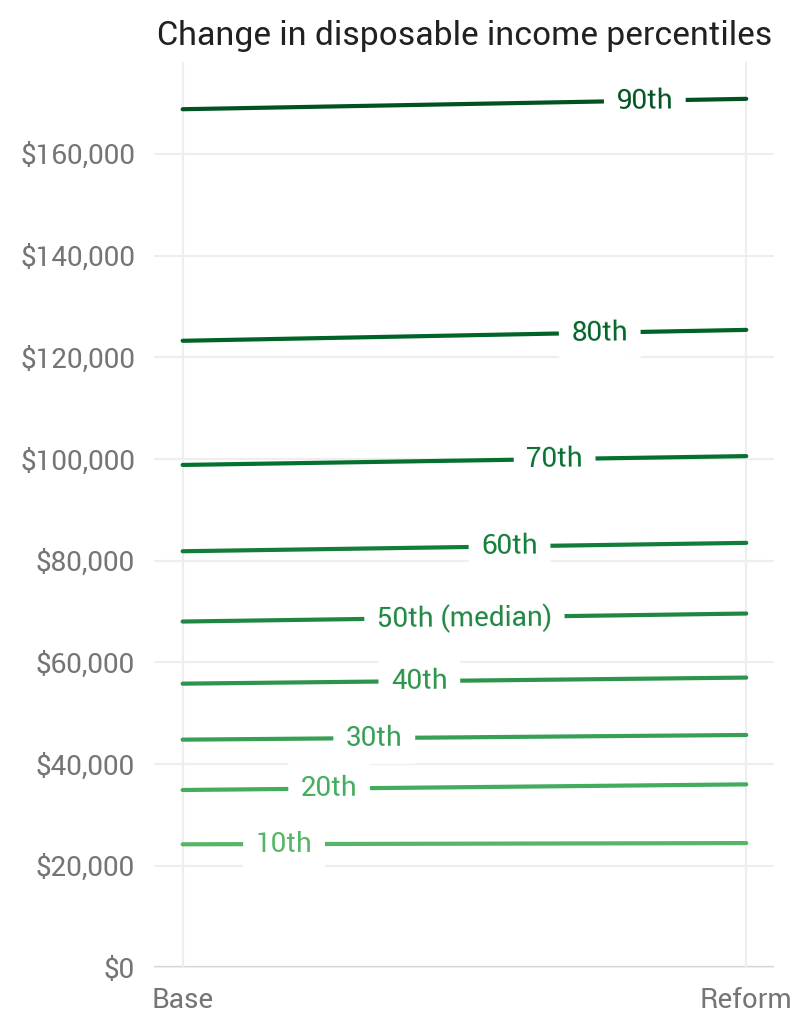 Change in disposable income percentiles
90th
$160,000
$140,000
80th
$120,000
70th
$100,000
60th
$80,000
50th (median)
$60,000
40th
30th
$40,000
20th
10th
$20,000
$0
Base Reform